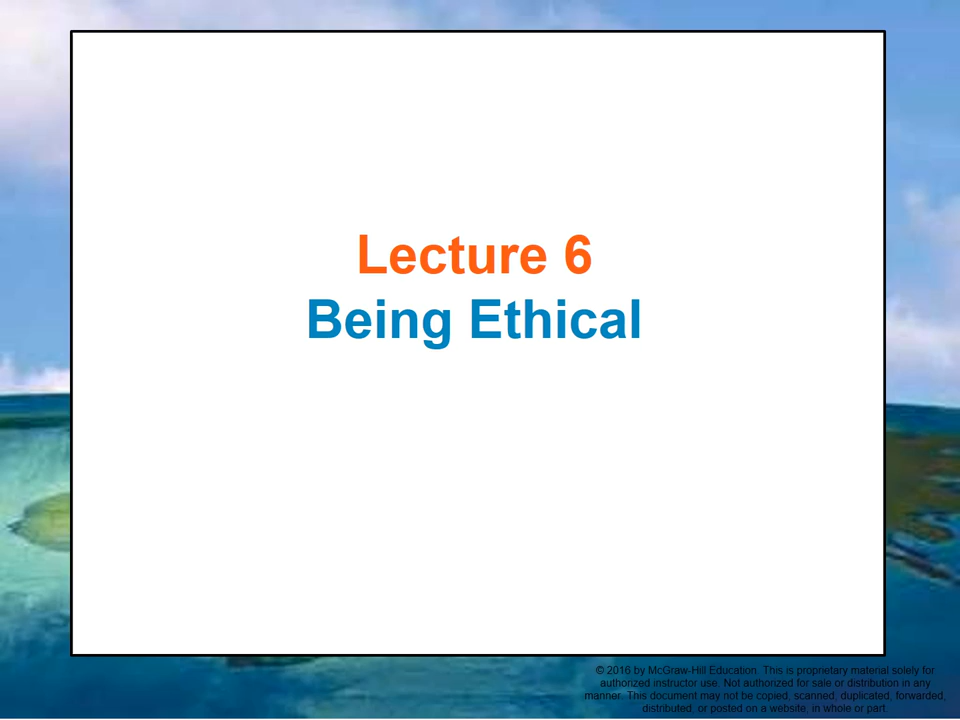 Lecture 6
Being Ethical
© 2016 by McGraw-Hill Education. This is proprietary material solely for
authorized instructor use. Not authorized for sale or distribution in any
manner. This document may not be copied, scanned, duplicated, forwarded,
distributed, or posted on a website, in whole or part.